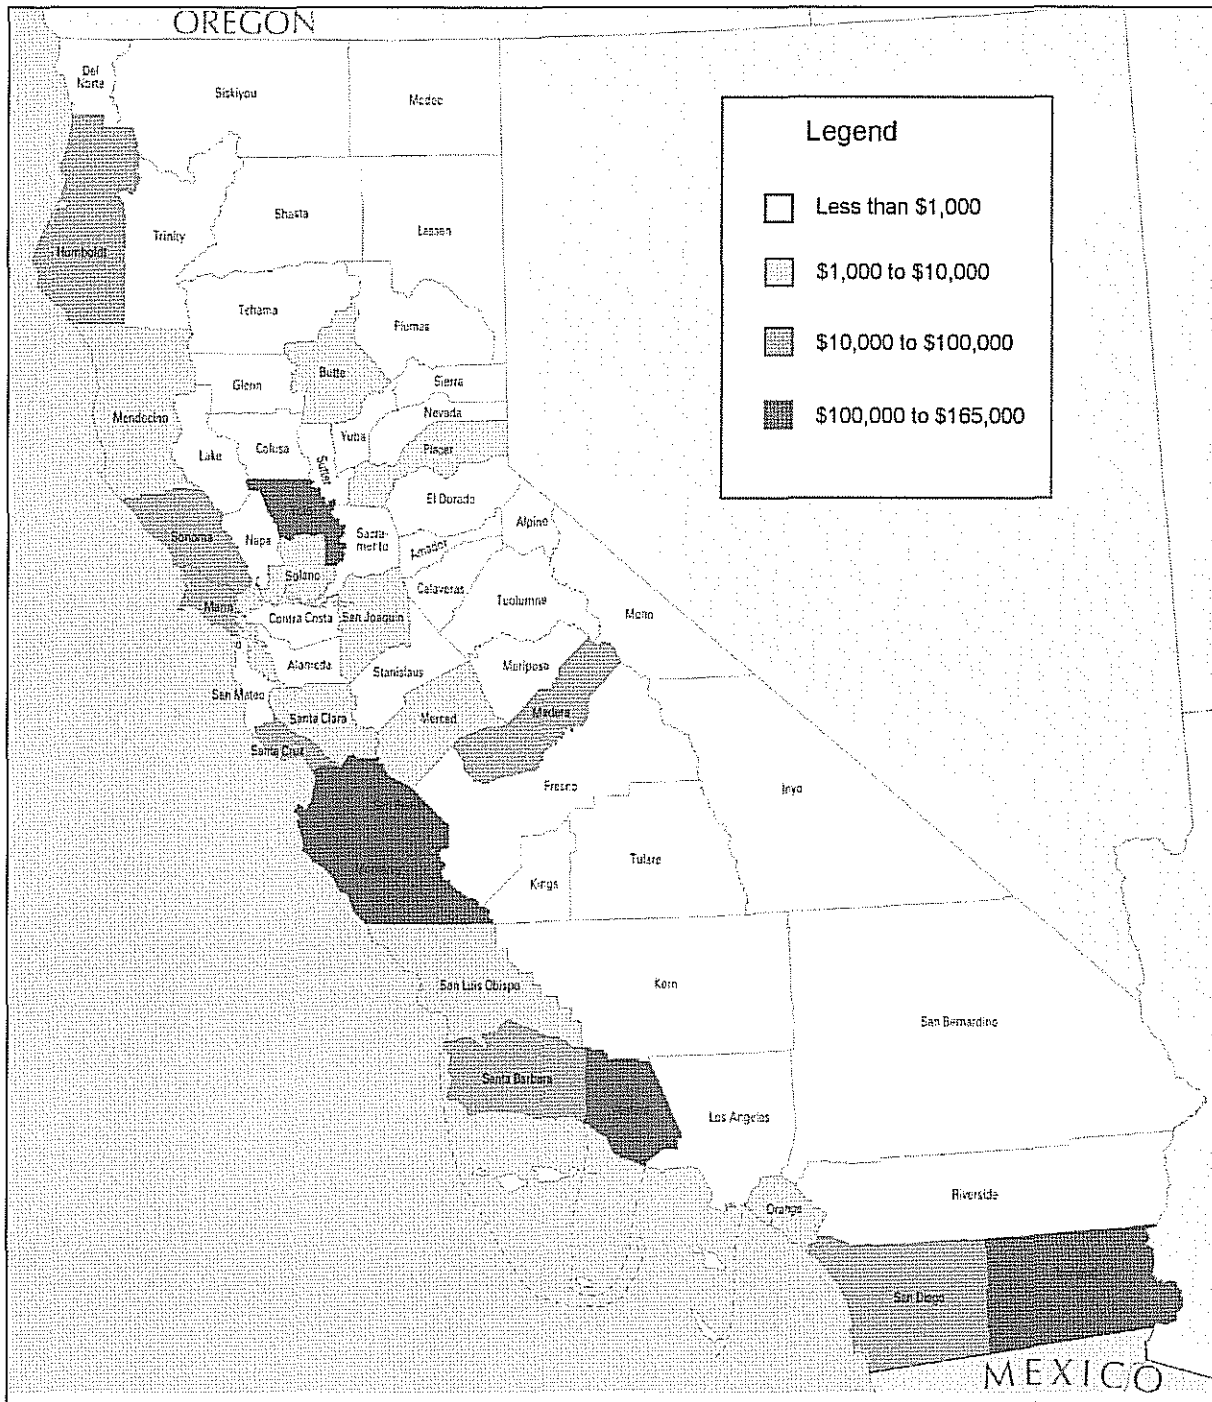 OREGON
Del
Norte
Siskiyou
Modoc
Legend
Less than $1,000
$1,000 to $10,000
$10,000 to $100,000
$100,000 to $165,000
Humboldt
Trinity
Shasta
Lassen
Tehama
Plumas
Glenn
Butte
Sierra
Mendocino
Lake
Colusa
Sutter
Yuba
Nevada
Placer
El Dorado
Sonoma
Napa
Sacra-
mento
Amador
Alpine
Solano
Calaveras
Tuolumne
Mono
Marin
Contra Costa
San Joaquin
Alameda
Stanislaus
Mariposa
San Mateo
Santa Clara
Merced
Madera
Santa Cruz
Fresno
Inyo
Kings
Tulare
San Luis Obispo
Kern
San Bernardino
Santa Barbara
Los Angeles
Orange
Riverside
San Diego
MEXICO